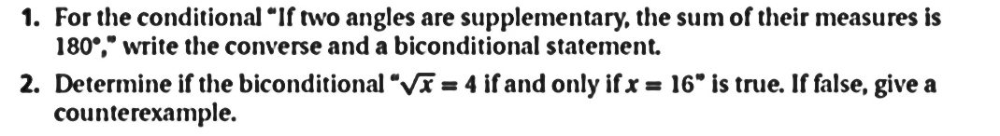 1. For the conditional “If two angles are supplementary, the sum of their measures is
180°,” write the converse and a biconditional statement.
2. Determine if the biconditional “√x = 4 if and only if x = 16” is true. If false, give a
counterexample.